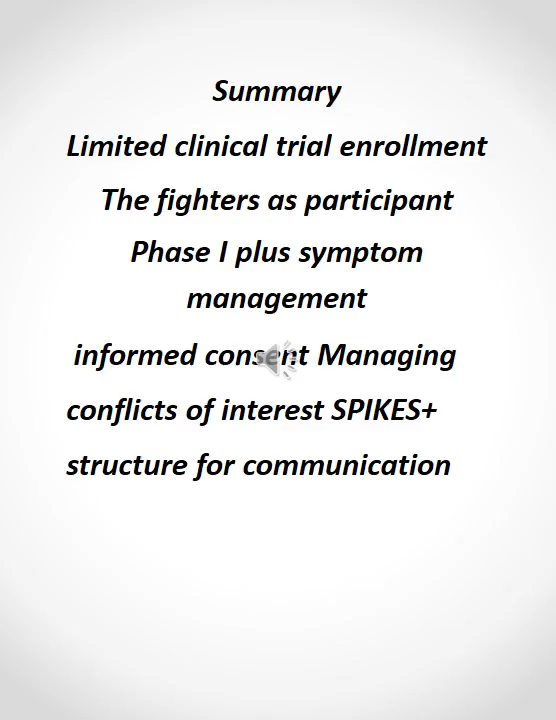 Summary
Limited clinical trial enrollment
The fighters as participant
Phase I plus symptom
management
informed consent Managing
conflicts of interest SPIKES+
structure for communication